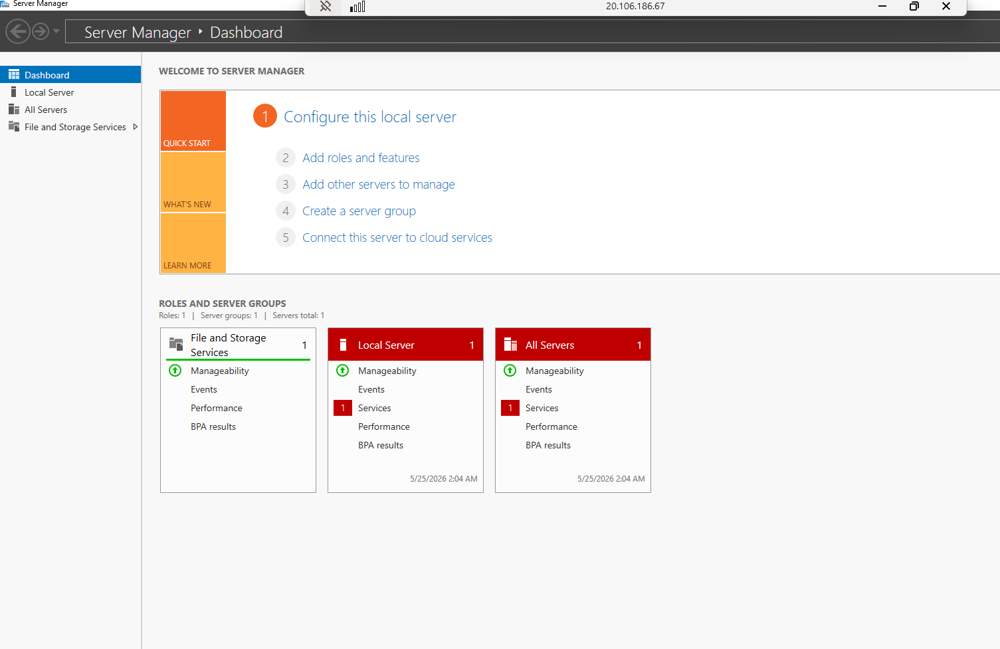 Server Manager
20.106.186.67
Server Manager ‣ Dashboard
Dashboard
Local Server
All Servers
File and Storage Services
WELCOME TO SERVER MANAGER
QUICK START
WHAT'S NEW
LEARN MORE
1 Configure this local server
2 Add roles and features
3 Add other servers to manage
4 Create a server group
5 Connect this server to cloud services
ROLES AND SERVER GROUPS
Roles: 1 | Server groups: 1 | Servers total: 1
File and Storage
Services 1
Manageability
Events
Performance
BPA results
Local Server 1
Manageability
Events
1 Services
Performance
BPA results
5/25/2026 2:04 AM
All Servers 1
Manageability
Events
1 Services
Performance
BPA results
5/25/2026 2:04 AM